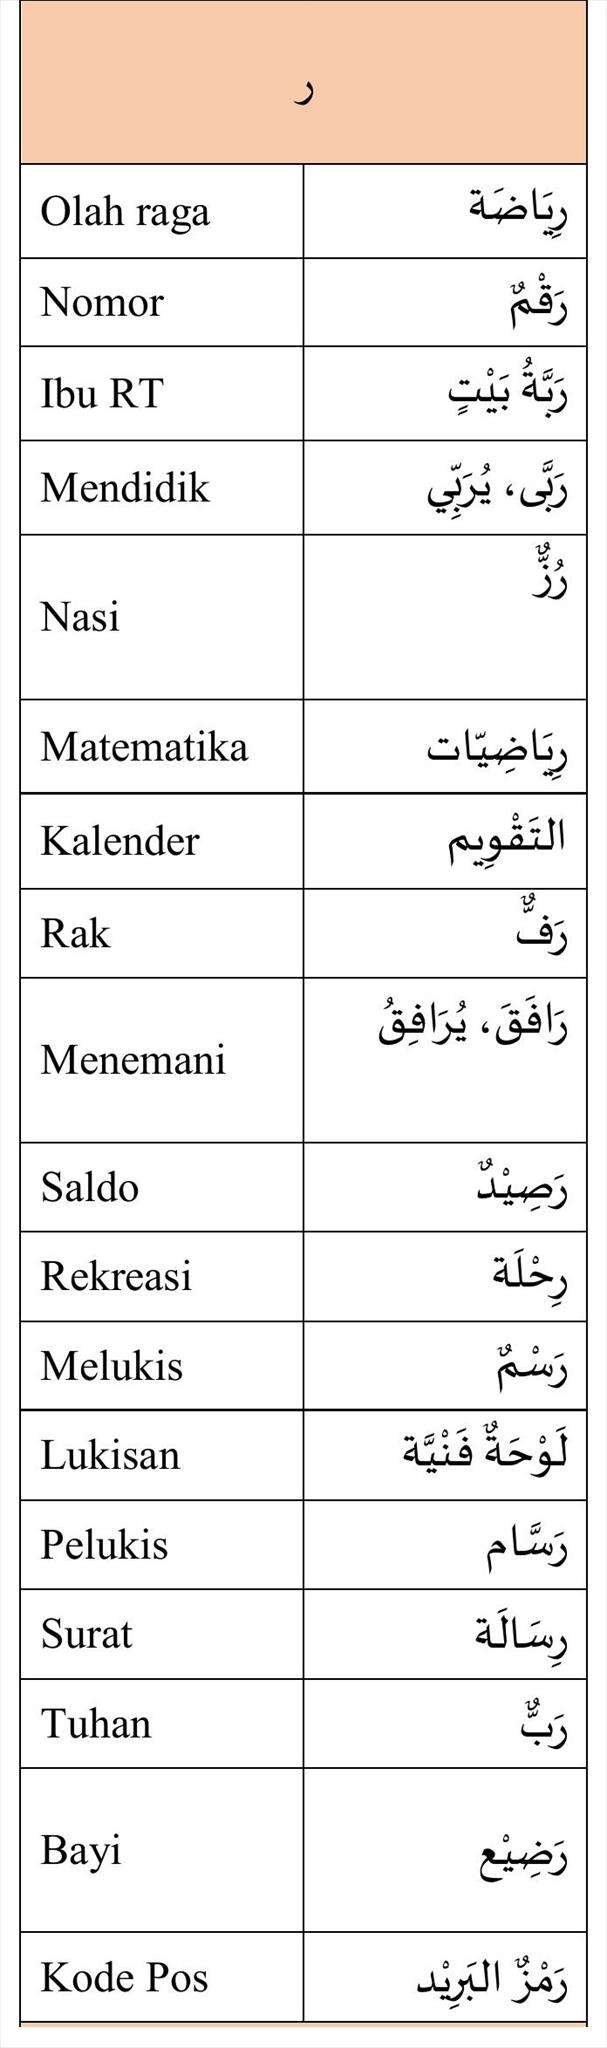 ر
Olah raga رِيَاضَة
Nomor رَقْمٌ
Ibu RT رَبَّةُ بَيْتٍ
Mendidik رَبَّى، يُرَبِّي
Nasi رُزٌّ
Matematika رِيَاضِيّات
Kalender التَقْوِيم
Rak رَفٌّ
Menemani رَافَقَ، يُرَافِقُ
Saldo رَصِيْدٌ
Rekreasi رِحْلَة
Melukis رَسْمٌ
Lukisan لَوْحَةٌ فَنْيَّة
Pelukis رَسَّام
Surat رِسَالَة
Tuhan رَبٌّ
Bayi رَضِيْع
Kode Pos رَمْزٌ البَرِيْد